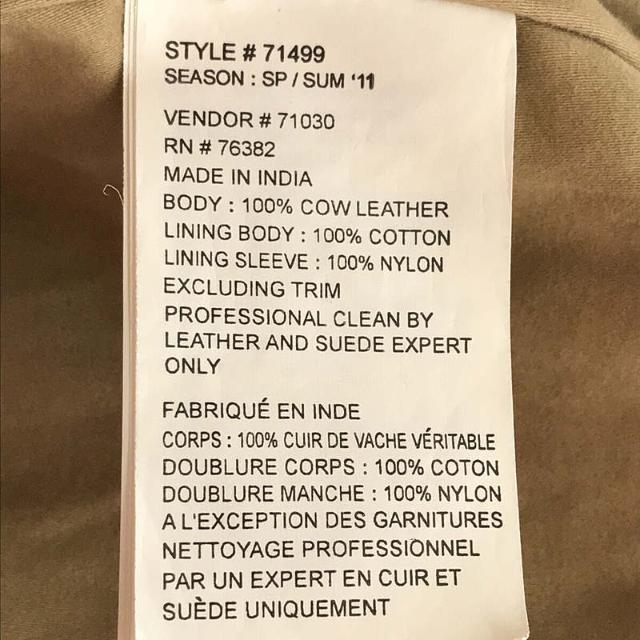 STYLE # 71499
SEASON : SP / SUM ‘11
VENDOR # 71030
RN # 76382
MADE IN INDIA
BODY : 100% COW LEATHER
LINING BODY : 100% COTTON
LINING SLEEVE : 100% NYLON
EXCLUDING TRIM
PROFESSIONAL CLEAN BY
LEATHER AND SUEDE EXPERT
ONLY
FABRIQUÉ EN INDE
CORPS : 100% CUIR DE VACHE VÉRITABLE
DOUBLURE CORPS : 100% COTON
DOUBLURE MANCHE : 100% NYLON
A L'EXCEPTION DES GARNITURES
NETTOYAGE PROFESSIONNEL
PAR UN EXPERT EN CUIR ET
SUÈDE UNIQUEMENT